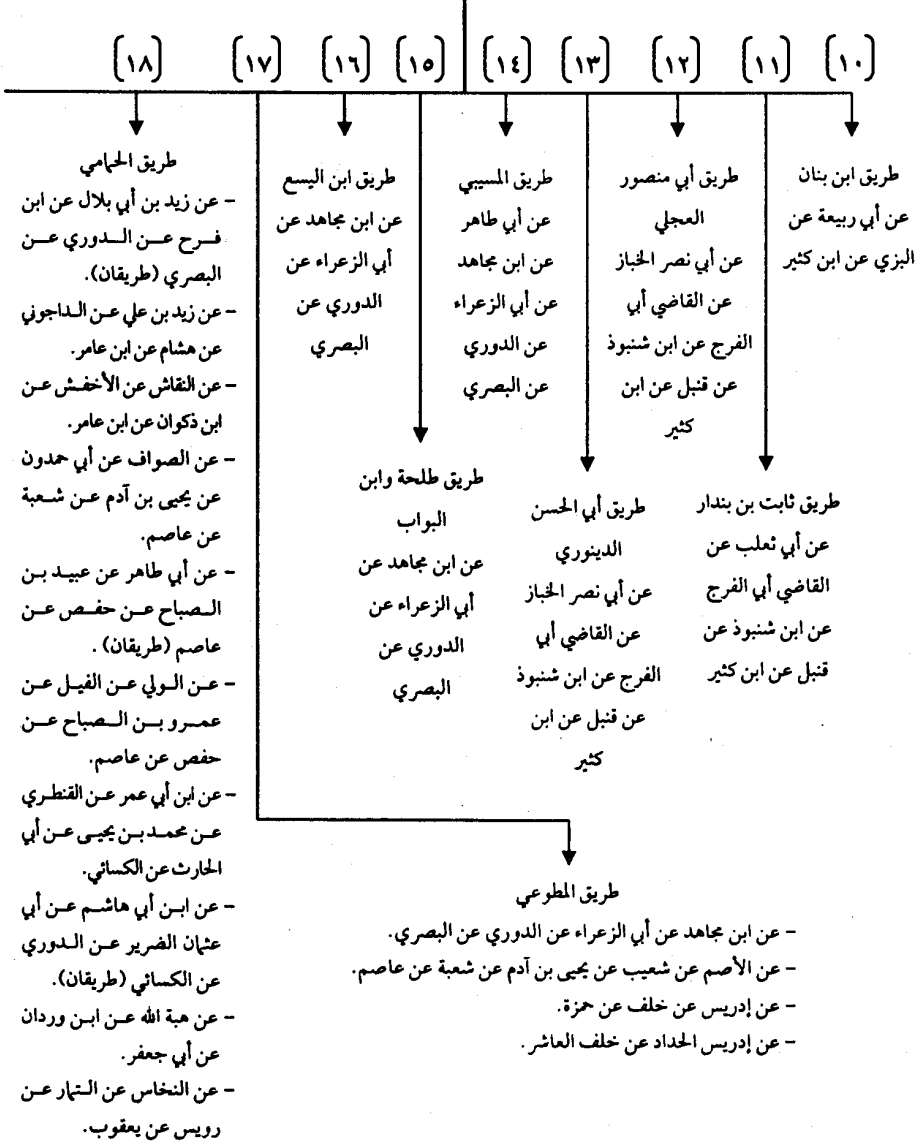 [١٠] [١١] [١٢] [١٣] [١٤] [١٥] [١٦] [١٧] [١٨]
طريق ابن بنان
عن أبي ربيعة عن
البزي عن ابن كثير
طريق ثابت بن بندار
عن أبي ثعلب عن
القاضي أبي الفرج
عن ابن شنبوذ عن
قنبل عن ابن كثير
طريق أبي منصور
العجلي
عن أبي نصر الخباز
عن القاضي أبي
الفرج عن ابن شنبوذ
عن قنبل عن ابن
كثير
طريق أبي الحسن
الدينوري
عن أبي نصر الخباز
عن القاضي أبي
الفرج عن ابن شنبوذ
عن قنبل عن ابن
كثير
طريق المسيبي
عن أبي طاهر
عن ابن مجاهد
عن أبي الزعراء
عن الدوري
عن البصري
طريق طلحة وابن
البواب
عن ابن مجاهد عن
أبي الزعراء عن
الدوري عن
البصري
طريق ابن اليسع
عن ابن مجاهد عن
أبي الزعراء عن
الدوري عن
البصري
طريق المطوعي
- عن ابن مجاهد عن أبي الزعراء عن الدوري عن البصري.
- عن الأصم عن شعيب عن يحيى بن آدم عن شعبة عن عاصم.
- عن إدريس عن خلف عن حمزة.
- عن إدريس الحداد عن خلف العاشر.
طريق الحمامي
- عن زيد بن أبي بلال عن ابن
فرح عن الدوري عن
البصري (طريقان).
- عن زيد بن علي عن الداجوني
عن هشام عن ابن عامر.
- عن النقاش عن الأخفش عن
ابن ذكوان عن ابن عامر.
- عن الصواف عن أبي حمدون
عن يحيى بن آدم عن شعبة
عن عاصم.
- عن أبي طاهر عن عبيد بن
الصباح عن حفص عن
عاصم (طريقان).
- عن الولي عن الفيل عن
عمرو بن الصباح عن
حفص عن عاصم.
- عن ابن أبي عمر عن القنطري
عن محمد بن يحيى عن أبي
الحارث عن الكسائي.
- عن ابن أبي هاشم عن أبي
عثمان الضرير عن الدوري
عن الكسائي (طريقان).
- عن هبة الله عن ابن وردان
عن أبي جعفر.
- عن النخاس عن التمار عن
رويس عن يعقوب.